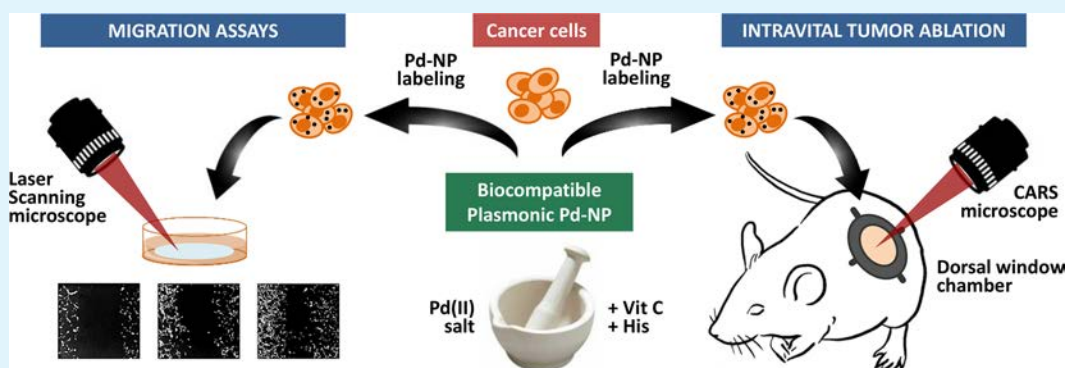 MIGRATION ASSAYS
Cancer cells
INTRAVITAL TUMOR ABLATION
Pd-NP
labeling
Pd-NP
labeling
Laser
Scanning
microscope
Biocompatible
Plasmonic Pd-NP
CARS
microscope
Dorsal window
chamber
Pd(II)
salt
+ Vit C
+ His